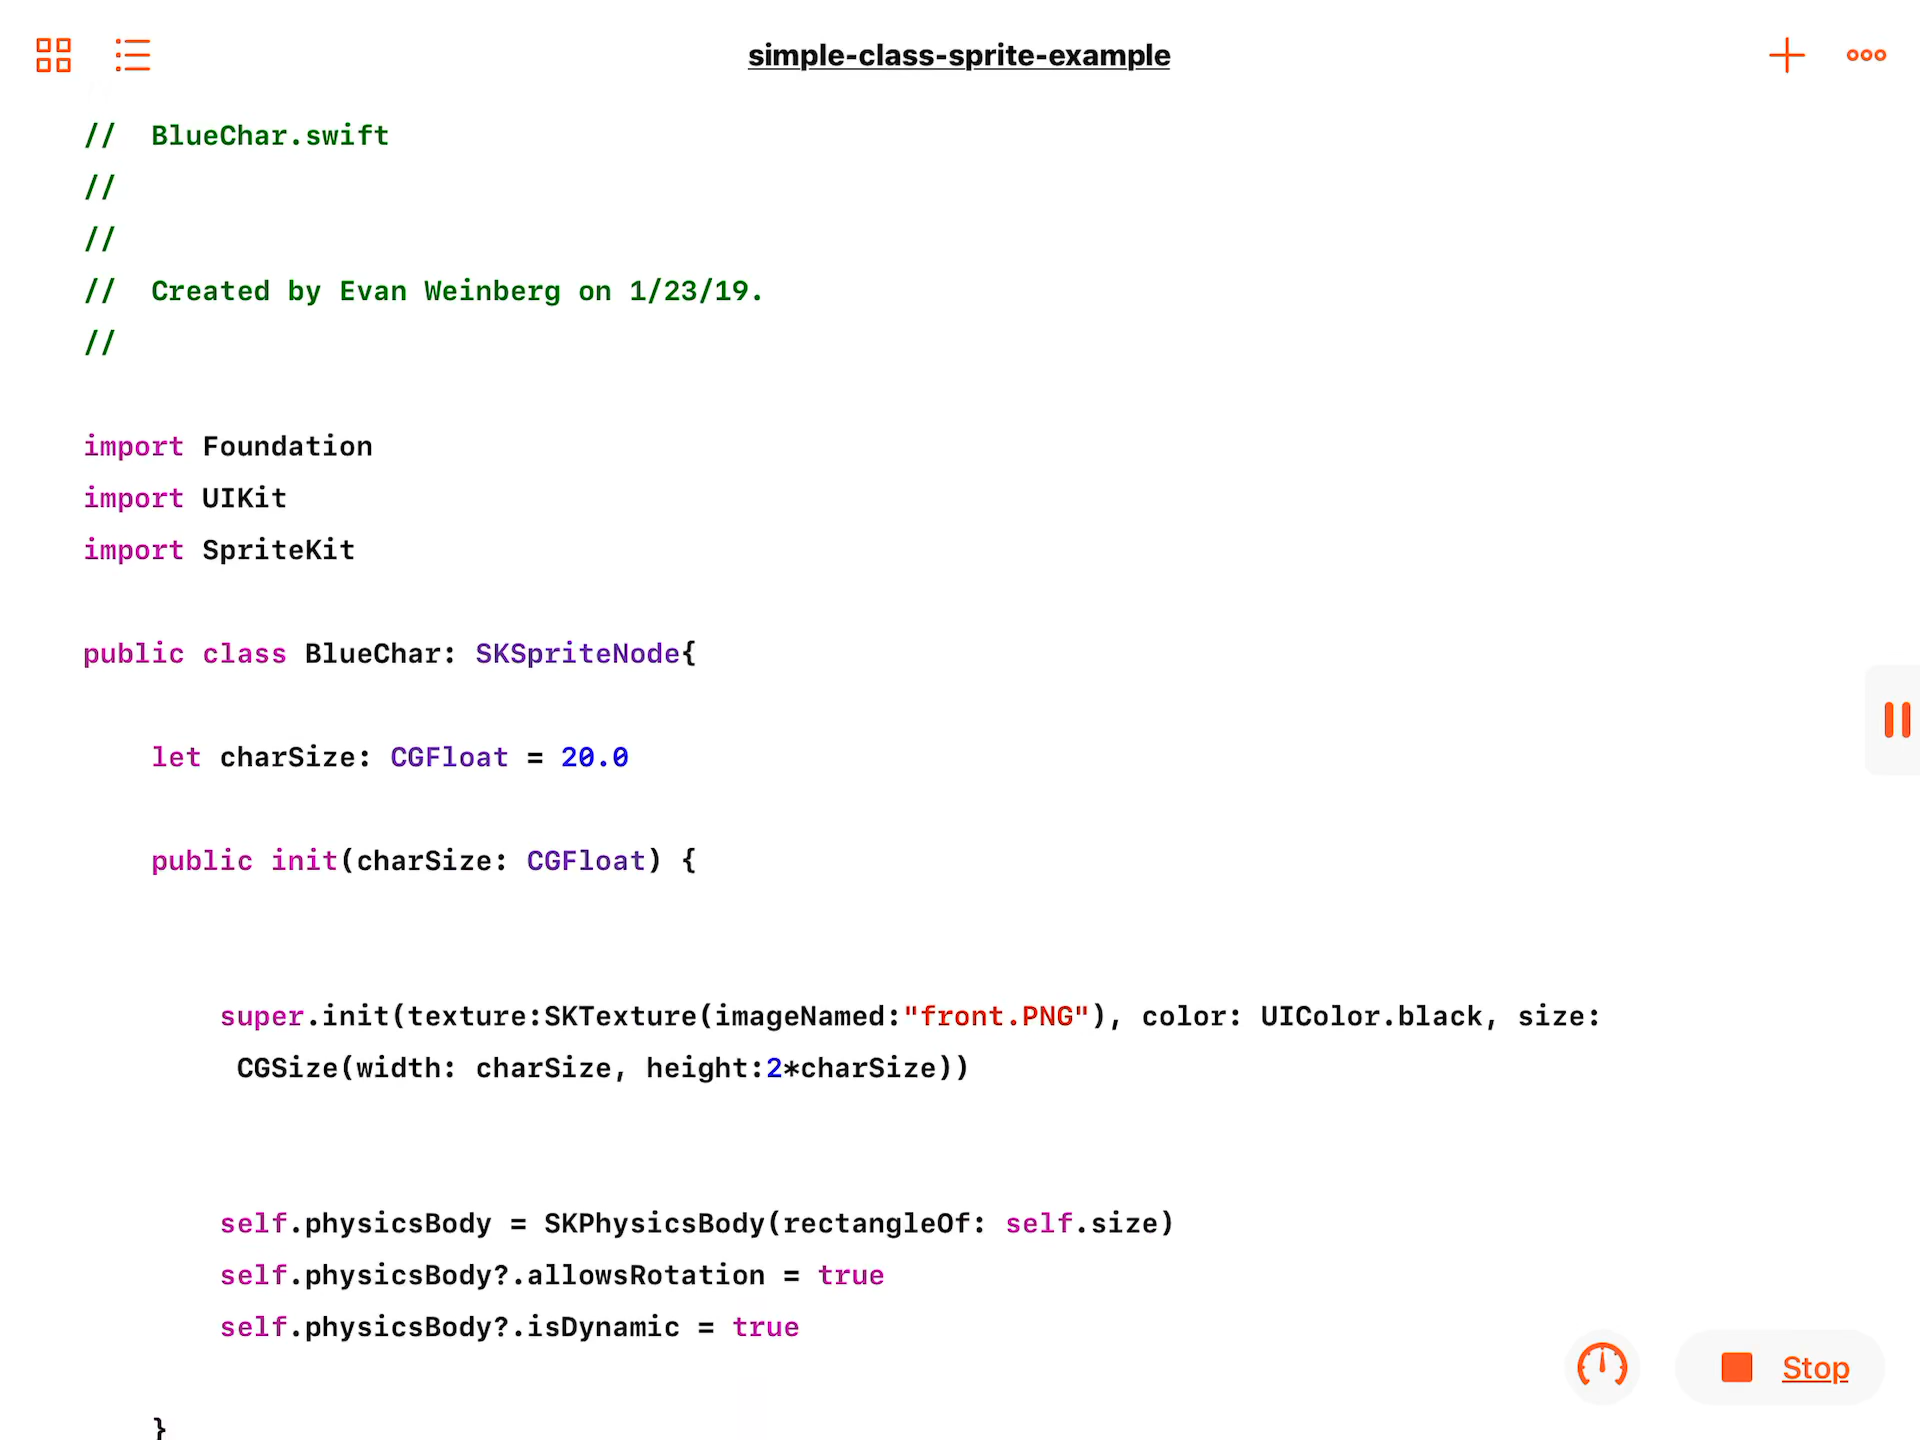 simple-class-sprite-example
//  BlueChar.swift
//
//
//  Created by Evan Weinberg on 1/23/19.
//
import Foundation
import UIKit
import SpriteKit
public class BlueChar: SKSpriteNode{
let charSize: CGFloat = 20.0
public init(charSize: CGFloat) {
super.init(texture:SKTexture(imageNamed:"front.PNG"), color: UIColor.black, size:
CGSize(width: charSize, height:2*charSize))
self.physicsBody = SKPhysicsBody(rectangleOf: self.size)
self.physicsBody?.allowsRotation = true
self.physicsBody?.isDynamic = true
}
Stop